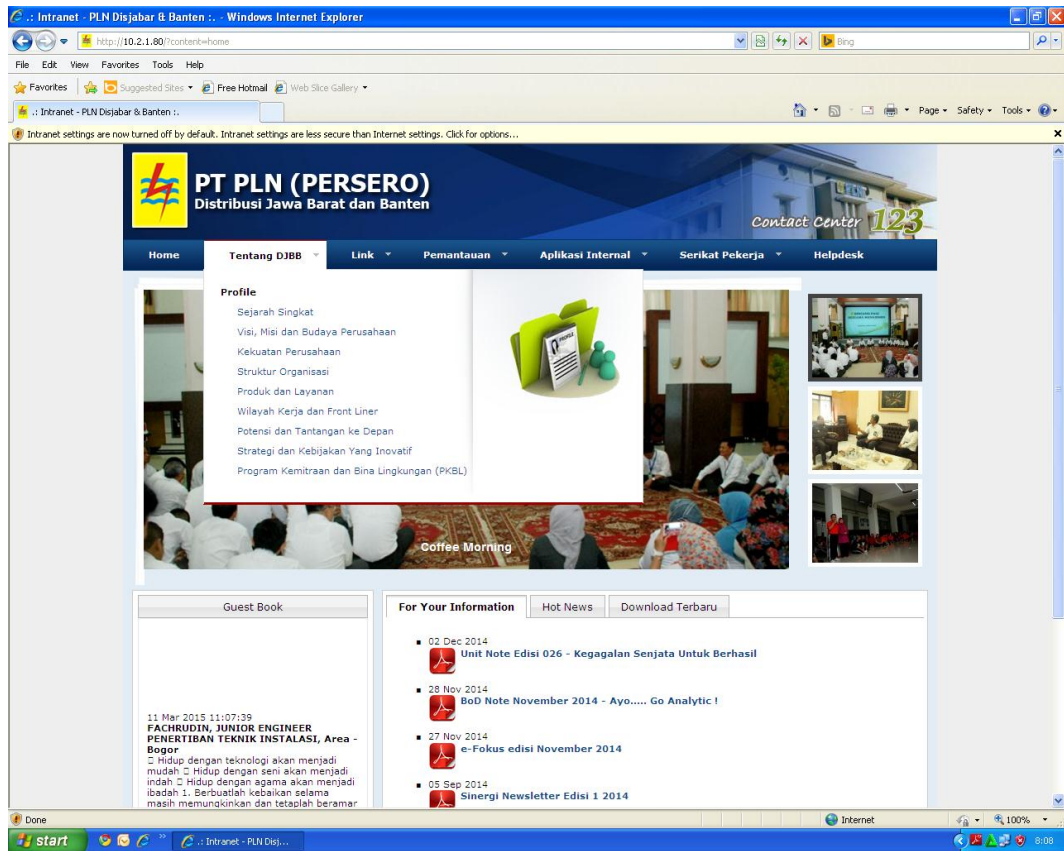 .: Intranet - PLN Disjabar & Banten :. - Windows Internet Explorer
http://10.2.1.80/?content=home
Bing
File Edit View Favorites Tools Help
Favorites Suggested Sites Free Hotmail Web Slice Gallery
.: Intranet - PLN Disjabar & Banten :.
Page Safety Tools
Intranet settings are now turned off by default. Intranet settings are less secure than Internet settings. Click for options...
PT PLN (PERSERO)
Distribusi Jawa Barat dan Banten
Contact Center 123
Home Tentang DJBB Link Pemantauan Aplikasi Internal Serikat Pekerja Helpdesk
Profile
Sejarah Singkat
Visi, Misi dan Budaya Perusahaan
Kekuatan Perusahaan
Struktur Organisasi
Produk dan Layanan
Wilayah Kerja dan Front Liner
Potensi dan Tantangan ke Depan
Strategi dan Kebijakan Yang Inovatif
Program Kemitraan dan Bina Lingkungan (PKBL)
PROFILE
Coffee Morning
Guest Book
11 Mar 2015 11:07:39
FACHRUDIN, JUNIOR ENGINEER
PENERTIBAN TEKNIK INSTALASI, Area -
Bogor
Hidup dengan teknologi akan menjadi
mudah Hidup dengan seni akan menjadi
indah Hidup dengan agama akan menjadi
ibadah 1. Berbuatlah kebaikan selama
masih memungkinkan dan tetaplah beramar
For Your Information Hot News Download Terbaru
02 Dec 2014
Unit Note Edisi 026 - Kegagalan Senjata Untuk Berhasil
28 Nov 2014
BoD Note November 2014 - Ayo..... Go Analytic !
27 Nov 2014
e-Fokus edisi November 2014
05 Sep 2014
Sinergi Newsletter Edisi 1 2014
Done
Internet
100%
start
.: Intranet - PLN Disj...
8:08